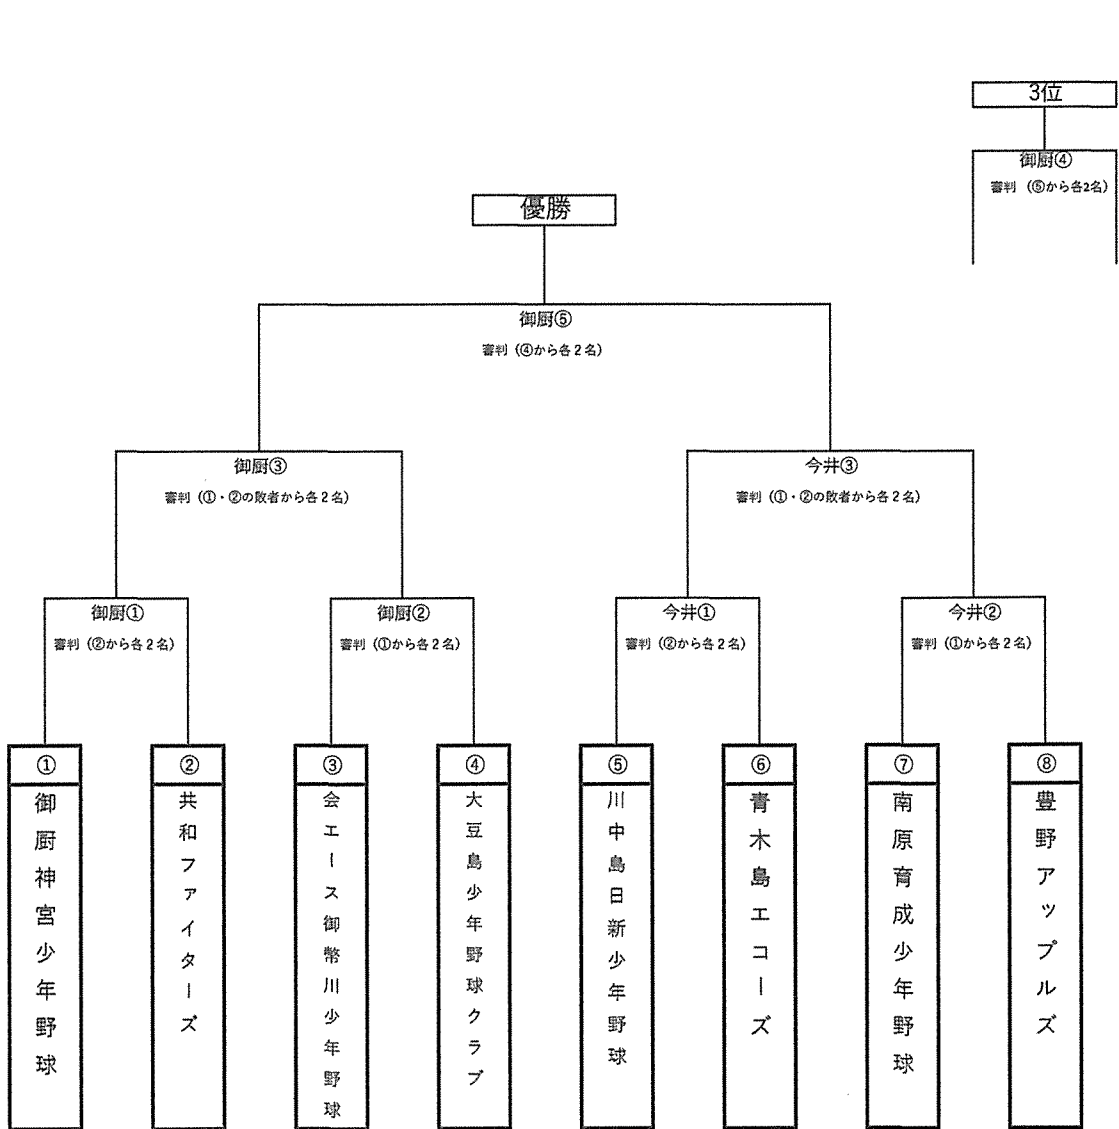 3位
御厨④
審判（⑤から各2名）
優勝
御厨⑤
審判（④から各２名）
御厨③
審判（①・②の敗者から各２名）
今井③
審判（①・②の敗者から各２名）
御厨①
審判（②から各２名）
御厨②
審判（①から各２名）
今井①
審判（②から各２名）
今井②
審判（①から各２名）
①
御厨神宮少年野球
②
共和ファイターズ
③
会エース御幣川少年野球
④
大豆島少年野球クラブ
⑤
川中島日新少年野球
⑥
青木島エコーズ
⑦
南原育成少年野球
⑧
豊野アップルズ